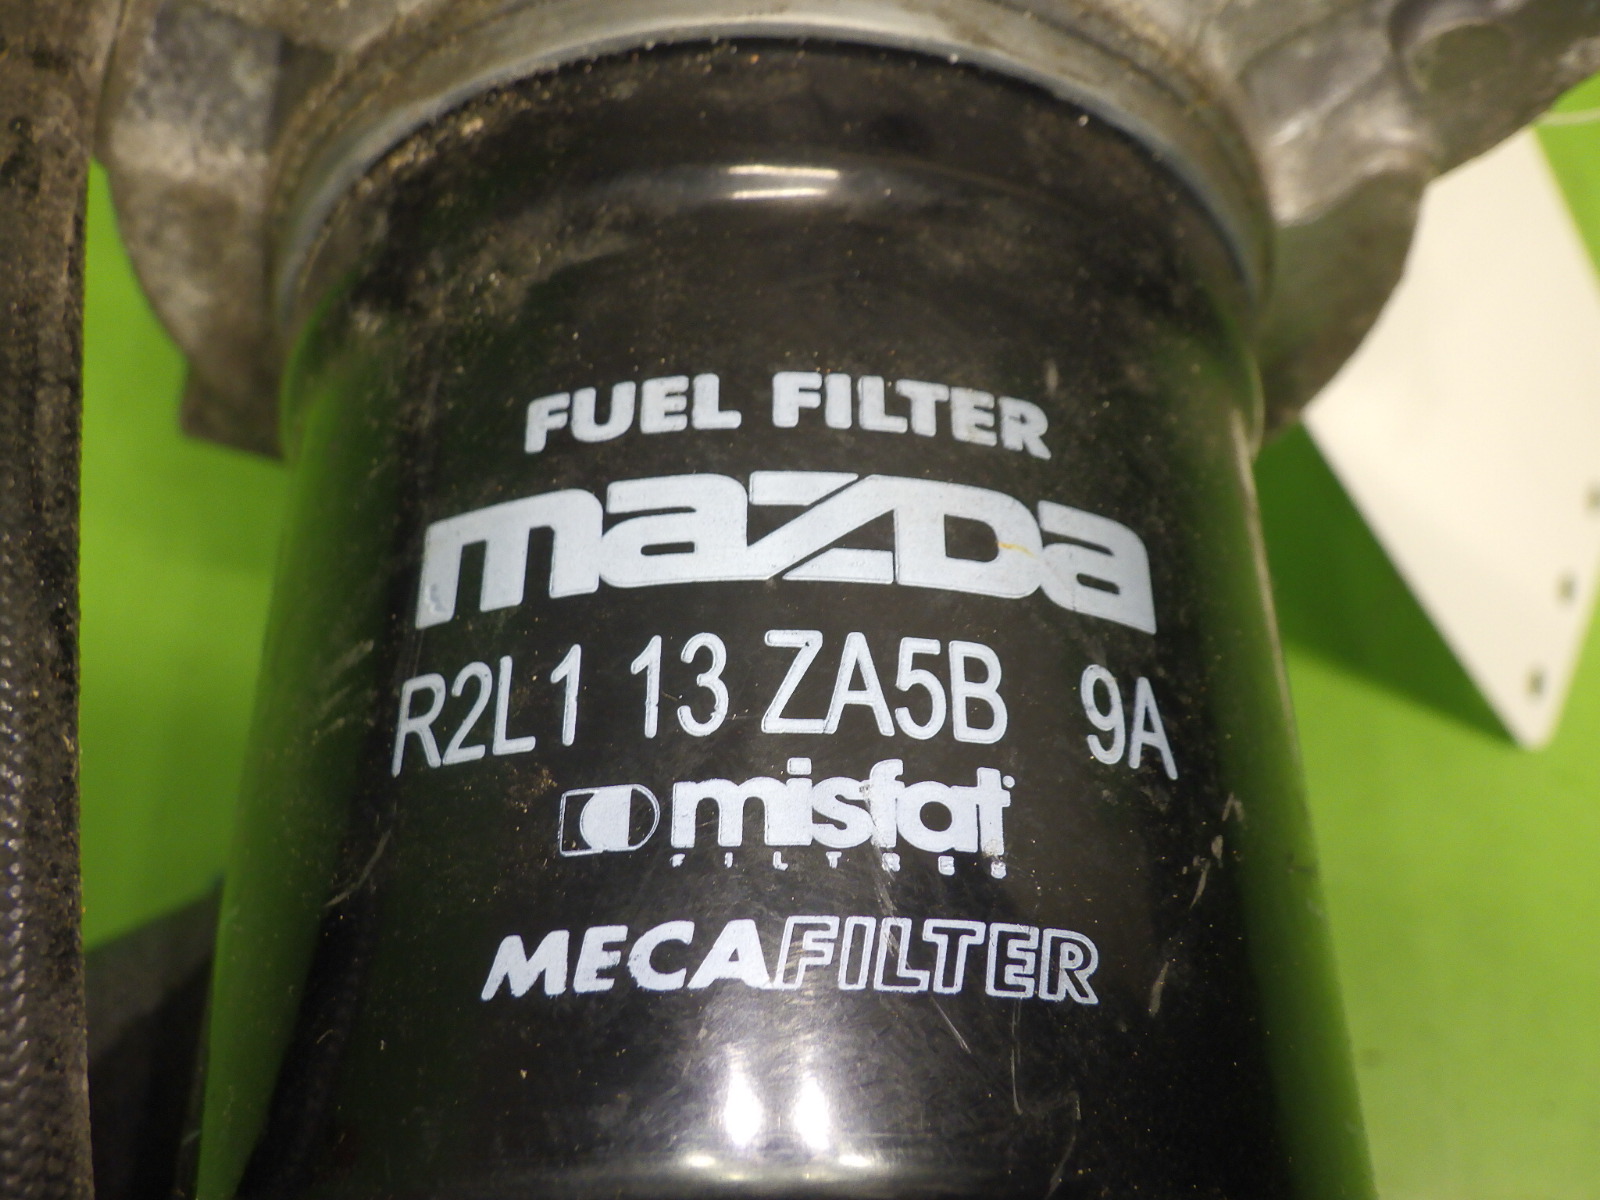 FUEL FILTER
mazda
R2L1 13 ZA5B 9A
misfat
FILTRES
MECAFILTER